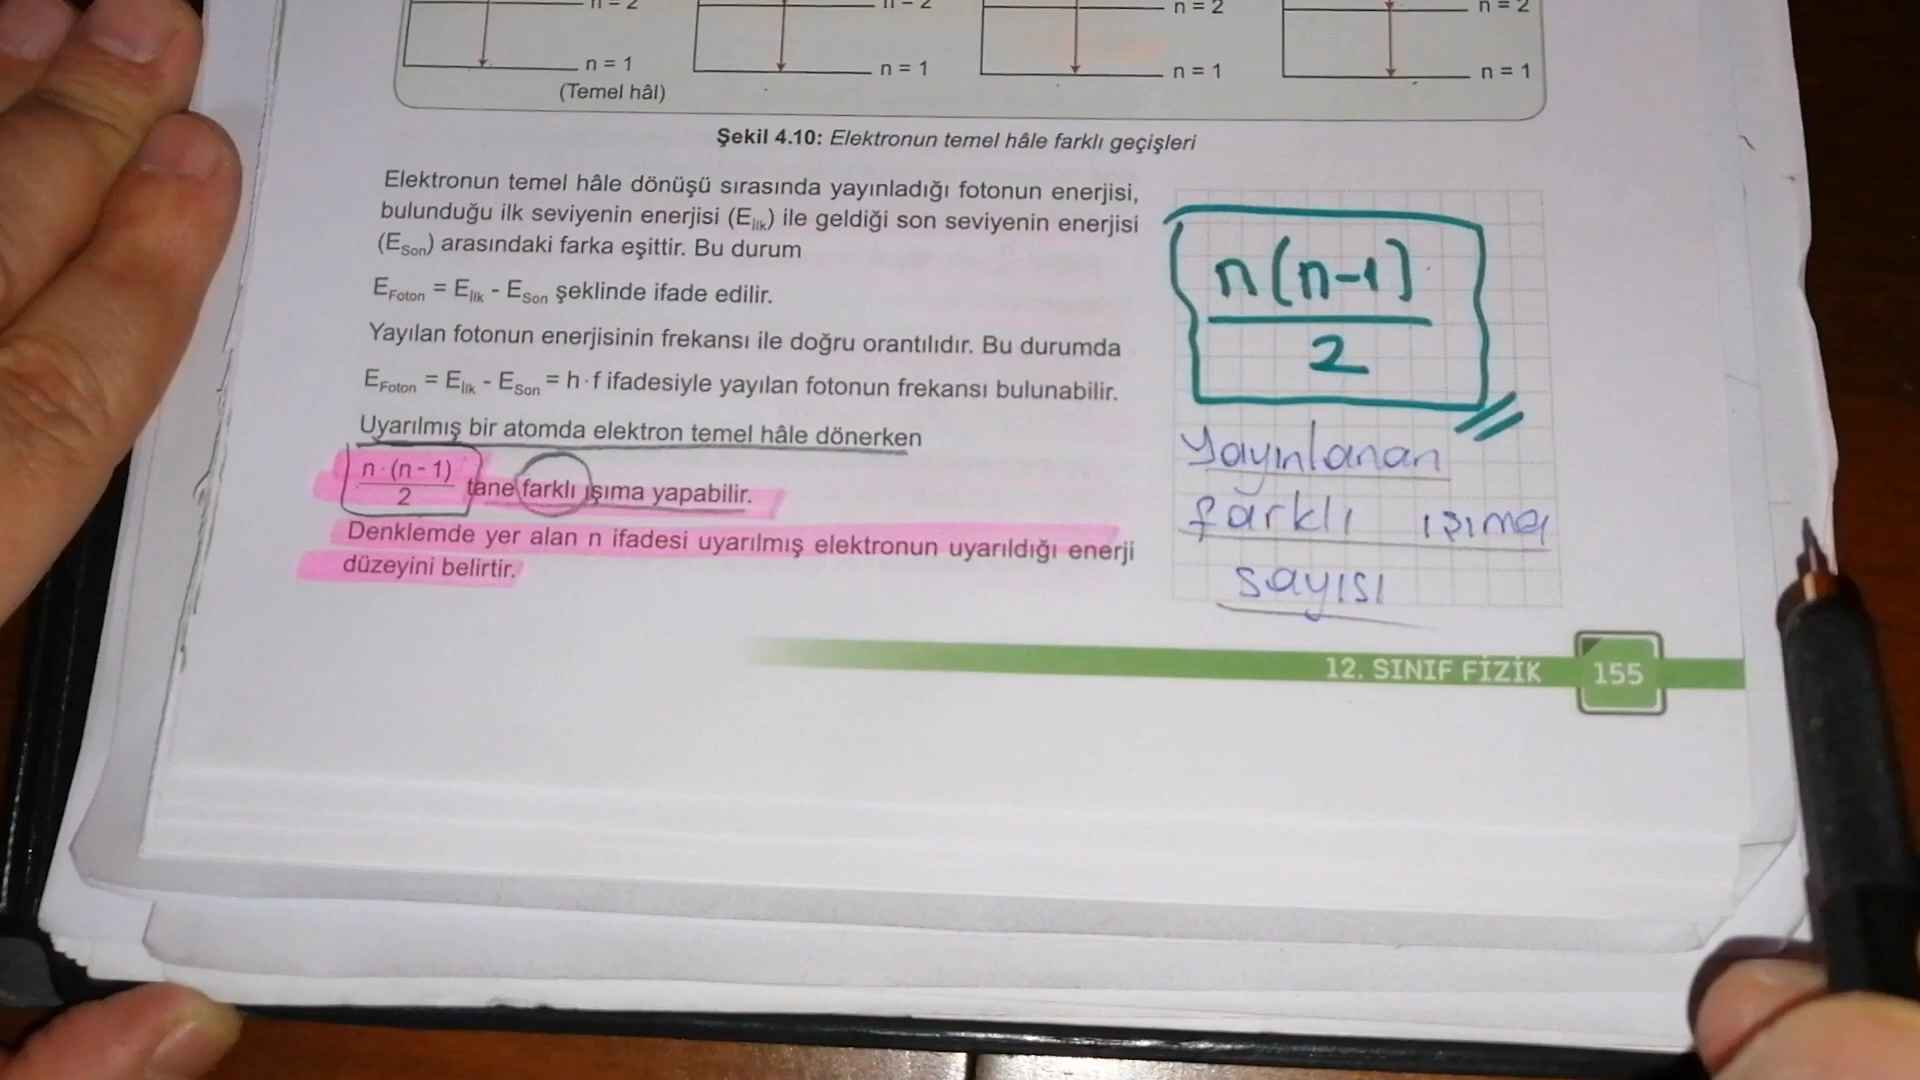 n = 2
n = 2
n = 2
n = 2
n = 1
n = 1
n = 1
n = 1
(Temel hâl)
Şekil 4.10: Elektronun temel hâle farklı geçişleri
Elektronun temel hâle dönüşü sırasında yayınladığı fotonun enerjisi,
bulunduğu ilk seviyenin enerjisi (Eİlk) ile geldiği son seviyenin enerjisi
(ESon) arasındaki farka eşittir. Bu durum
EFoton = Eİlk - ESon şeklinde ifade edilir.
Yayılan fotonun enerjisinin frekansı ile doğru orantılıdır. Bu durumda
EFoton = Eİlk - ESon = h·f ifadesiyle yayılan fotonun frekansı bulunabilir.
Uyarılmış bir atomda elektron temel hâle dönerken
n·(n-1)
2
tane farklı ışıma yapabilir.
Denklemde yer alan n ifadesi uyarılmış elektronun uyarıldığı enerji
düzeyini belirtir.
n(n-1)
2
Yayınlanan
farklı ışıma
sayısı
12. SINIF FİZİK 155